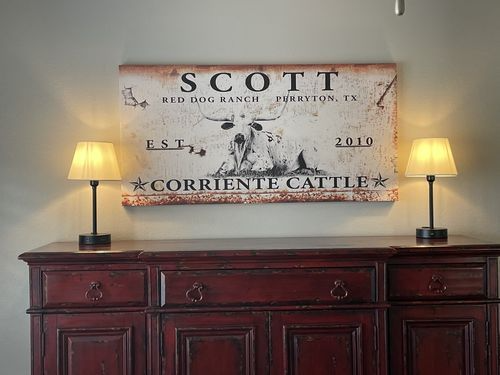 SCOTT
RED DOG RANCH PERRYTON, TX
EST. 2010
CORRIENTE CATTLE